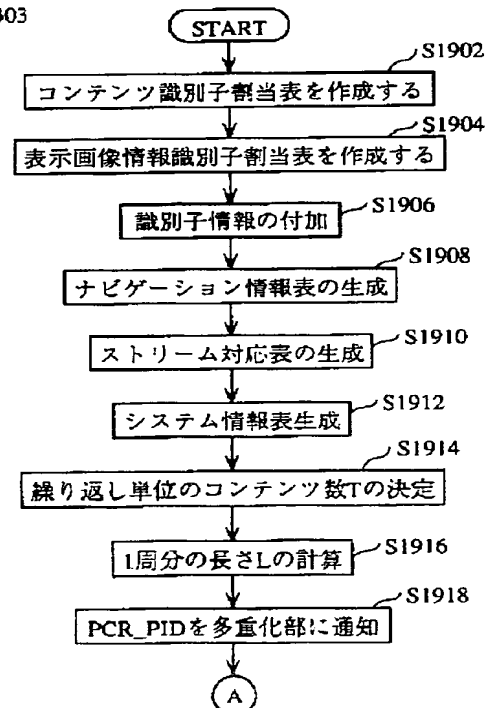 START
S1902
コンテンツ識別子割当表を作成する
S1904
表示画像情報識別子割当表を作成する
S1906
識別子情報の付加
S1908
ナビゲーション情報表の生成
S1910
ストリーム対応表の生成
S1912
システム情報表生成
S1914
繰り返し単位のコンテンツ数Tの決定
S1916
1周分の長さLの計算
S1918
PCR_PIDを多重化部に通知
A